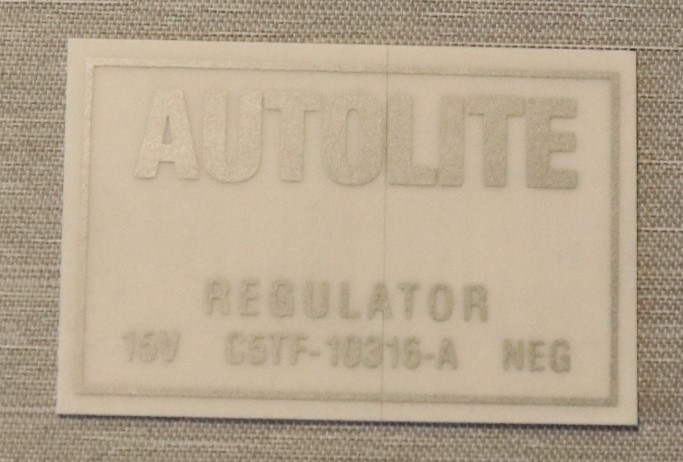 AUTOLITE
REGULATOR
15V C5TF-10316-A NEG